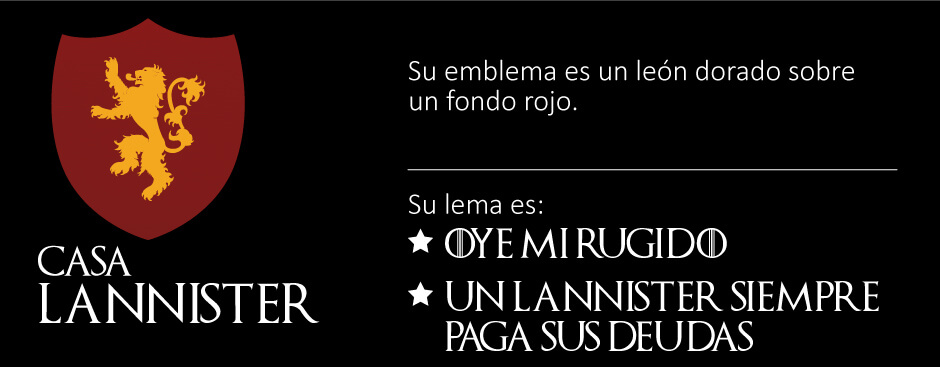 CASA
LANNISTER
Su emblema es un león dorado sobre
un fondo rojo.
Su lema es:
OYE MI RUGIDO
UN LANNISTER SIEMPRE
PAGA SUS DEUDAS